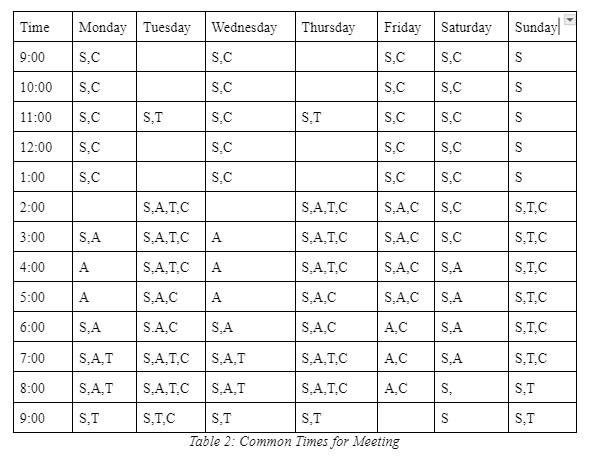 Time Monday Tuesday Wednesday Thursday Friday Saturday Sunday
9:00 S,C S,C S,C S,C S
10:00 S,C S,C S,C S,C S
11:00 S,C S,T S,C S,T S,C S,C S
12:00 S,C S,C S,C S,C S
1:00 S,C S,C S,C S,C S
2:00 S,A,T,C S,A,T,C S,A,C S,C S,T,C
3:00 S,A S,A,T,C A S,A,T,C S,A,C S,C S,T,C
4:00 A S,A,T,C A S,A,T,C S,A,C S,A S,T,C
5:00 A S,A,C A S,A,C S,A,C S,A S,T,C
6:00 S,A S.A,C S,A S,A,C A,C S,A S,T,C
7:00 S,A,T S,A,T,C S,A,T S,A,T,C A,C S,A S,T,C
8:00 S,A,T S,A,T,C S,A,T S,A,T,C A,C S, S,T
9:00 S,T S,T,C S,T S,T S S,T
Table 2: Common Times for Meeting